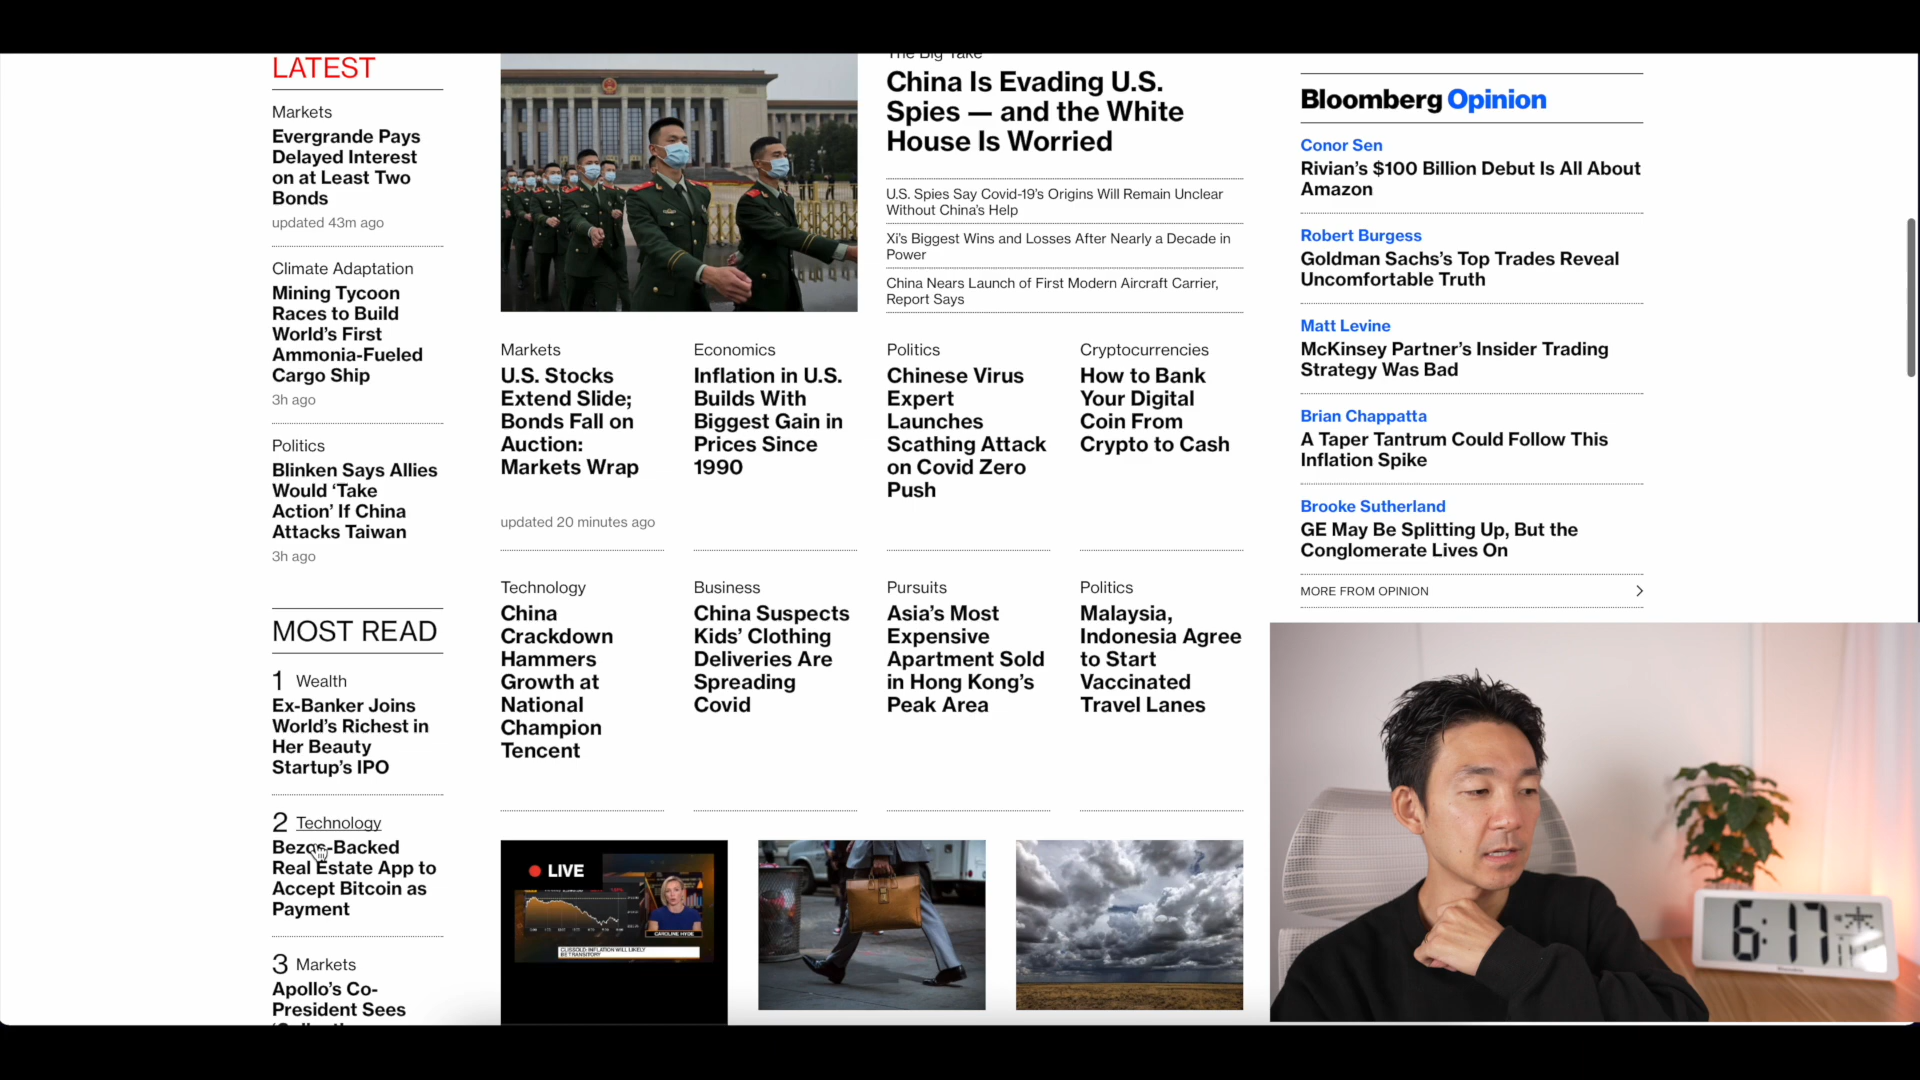 LATEST
Markets
Evergrande Pays
Delayed Interest
on at Least Two
Bonds
updated 43m ago
Climate Adaptation
Mining Tycoon
Races to Build
World's First
Ammonia-Fueled
Cargo Ship
3h ago
Politics
Blinken Says Allies
Would ‘Take
Action’ If China
Attacks Taiwan
3h ago
MOST READ
1 Wealth
Ex-Banker Joins
World's Richest in
Her Beauty
Startup's IPO
2 Technology
Bezos-Backed
Real Estate App to
Accept Bitcoin as
Payment
3 Markets
Apollo's Co-
President Sees
The Big Take
China Is Evading U.S.
Spies — and the White
House Is Worried
U.S. Spies Say Covid-19's Origins Will Remain Unclear
Without China's Help
Xi's Biggest Wins and Losses After Nearly a Decade in
Power
China Nears Launch of First Modern Aircraft Carrier,
Report Says
Markets
U.S. Stocks
Extend Slide;
Bonds Fall on
Auction:
Markets Wrap
updated 20 minutes ago
Economics
Inflation in U.S.
Builds With
Biggest Gain in
Prices Since
1990
Politics
Chinese Virus
Expert
Launches
Scathing Attack
on Covid Zero
Push
Cryptocurrencies
How to Bank
Your Digital
Coin From
Crypto to Cash
Technology
China
Crackdown
Hammers
Growth at
National
Champion
Tencent
Business
China Suspects
Kids' Clothing
Deliveries Are
Spreading
Covid
Pursuits
Asia's Most
Expensive
Apartment Sold
in Hong Kong's
Peak Area
Politics
Malaysia,
Indonesia Agree
to Start
Vaccinated
Travel Lanes
LIVE
CAROLINE HYDE
CLISSOLD: INFLATION WILL LIKELY
BE TRANSITORY
Bloomberg Opinion
Conor Sen
Rivian's $100 Billion Debut Is All About
Amazon
Robert Burgess
Goldman Sachs's Top Trades Reveal
Uncomfortable Truth
Matt Levine
McKinsey Partner's Insider Trading
Strategy Was Bad
Brian Chappatta
A Taper Tantrum Could Follow This
Inflation Spike
Brooke Sutherland
GE May Be Splitting Up, But the
Conglomerate Lives On
MORE FROM OPINION
6:17